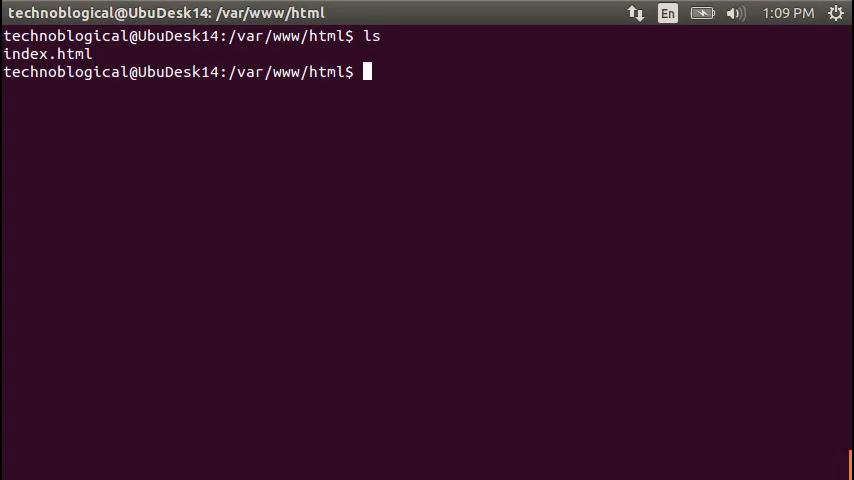 technoblogical@UbuDesk14: /var/www/html En 1:09 PM
technoblogical@UbuDesk14:/var/www/html$ ls
index.html
technoblogical@UbuDesk14:/var/www/html$